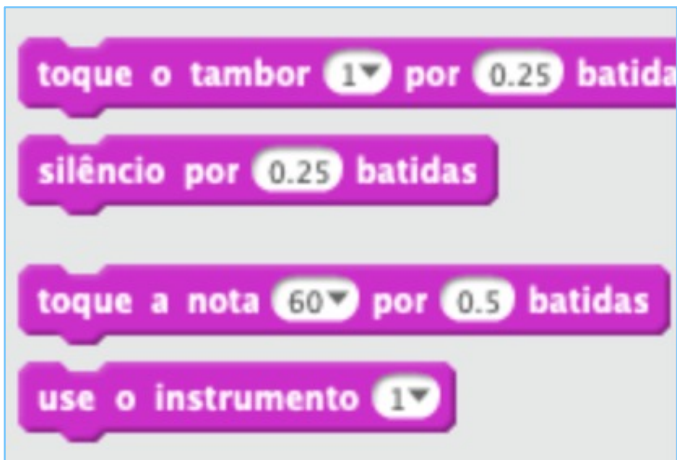 toque o tambor 1 por 0.25 batida
silêncio por 0.25 batidas
toque a nota 60 por 0.5 batidas
use o instrumento 1